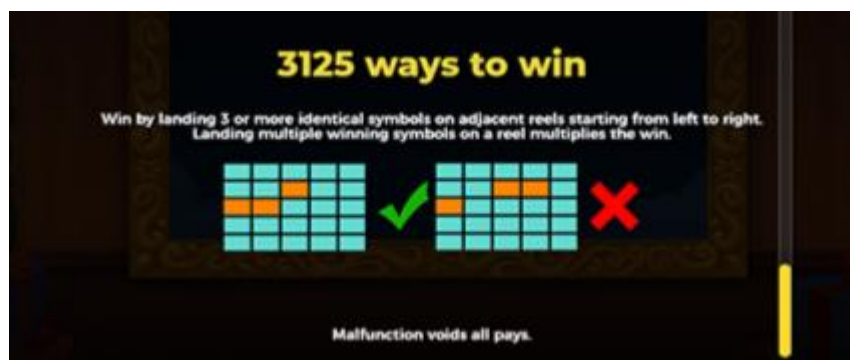 3125 ways to win
Win by landing 3 or more identical symbols on adjacent reels starting from left to right.
Landing multiple winning symbols on a reel multiplies the win.
Malfunction voids all pays.